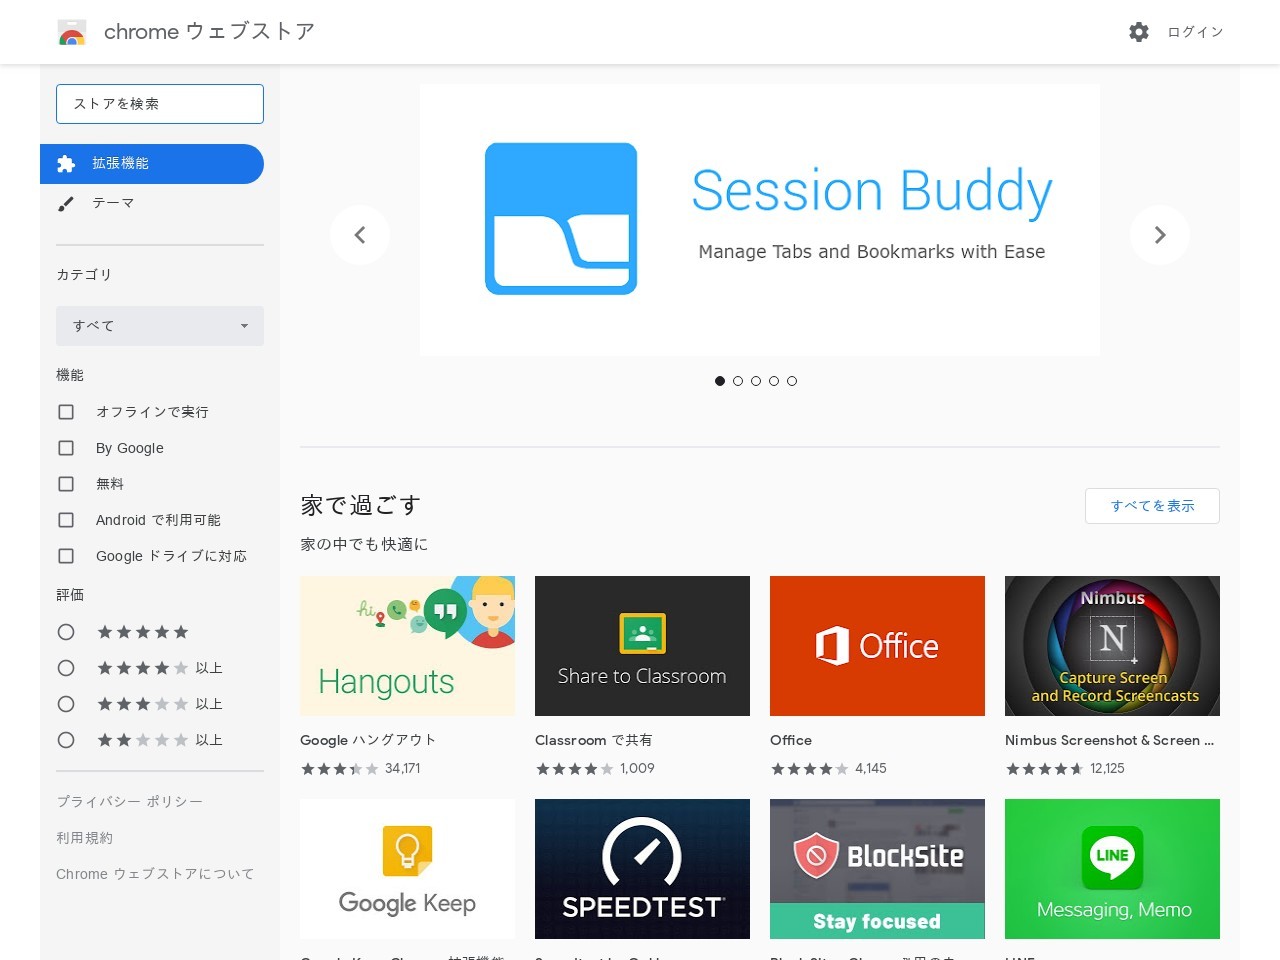 chrome ウェブストア
ログイン
ストアを検索
拡張機能
テーマ
カテゴリ
すべて
機能
オフラインで実行
By Google
無料
Android で利用可能
Google ドライブに対応
評価
以上
以上
以上
プライバシー ポリシー
利用規約
Chrome ウェブストアについて
Session Buddy
Manage Tabs and Bookmarks with Ease
家で過ごす
すべてを表示
家の中でも快適に
hi
Hangouts
Google ハングアウト
34,171
Share to Classroom
Classroom で共有
1,009
Office
Office
4,145
Nimbus
N
Capture Screen
and Record Screencasts
Nimbus Screenshot & Screen ...
12,125
Google Keep
SPEEDTEST
BlockSite
Stay focused
LINE
Messaging, Memo